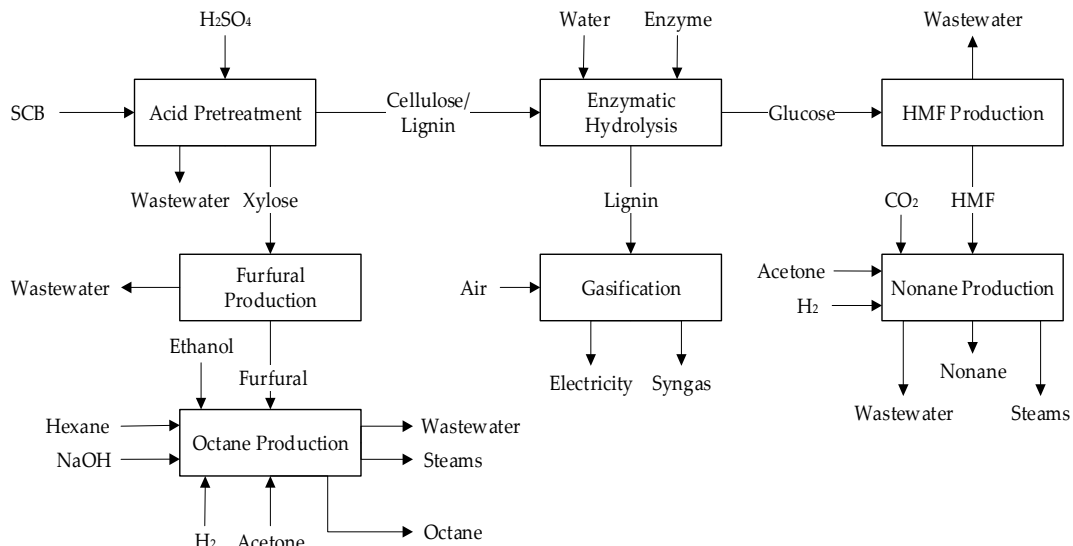 H₂SO₄
Water
Enzyme
Wastewater
SCB
Acid Pretreatment
Cellulose/
Lignin
Enzymatic
Hydrolysis
Glucose
HMF Production
Wastewater
Xylose
Lignin
CO₂
HMF
Wastewater
Furfural
Production
Air
Gasification
Acetone
H₂
Nonane Production
Ethanol
Furfural
Electricity
Syngas
Nonane
Wastewater
Steams
Hexane
NaOH
Octane Production
Wastewater
Steams
H₂
Acetone
Octane